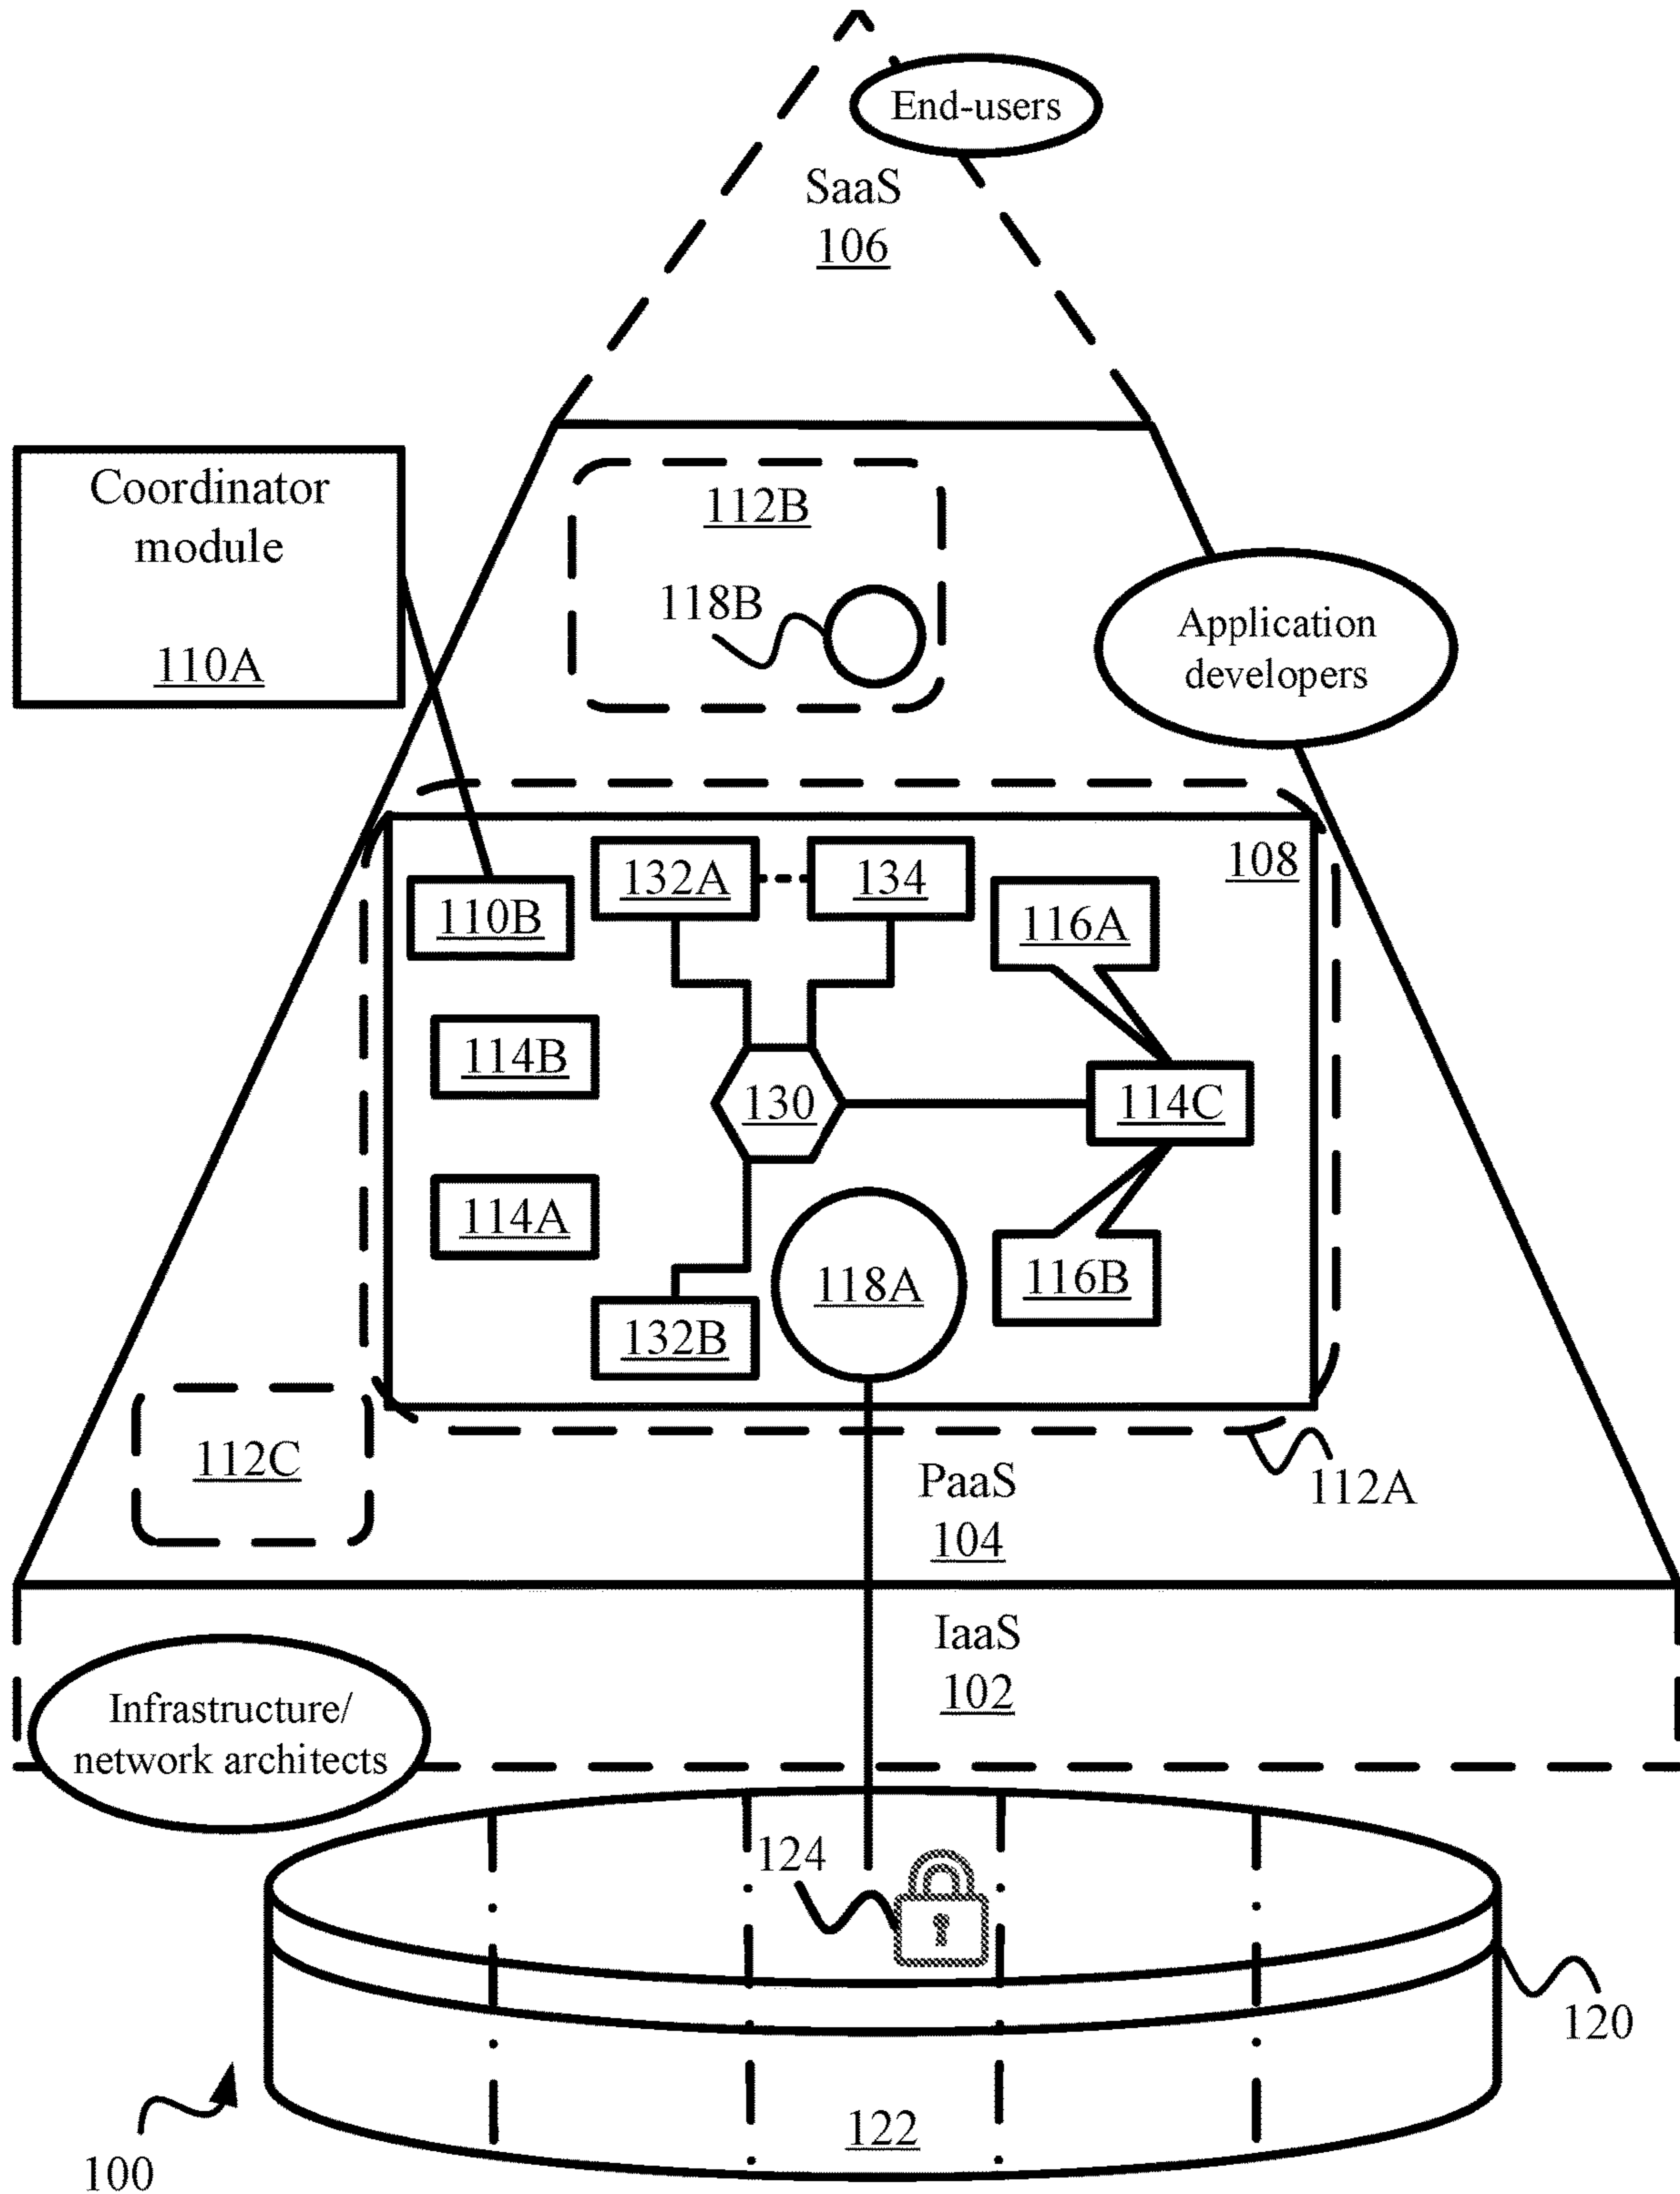 End-users
SaaS
106
Coordinator
module
110A
112B
118B
Application
developers
108
132A
134
110B
116A
114B
130
114C
114A
118A
116B
132B
112C
PaaS
104
112A
IaaS
102
Infrastructure/
network architects
124
120
122
100